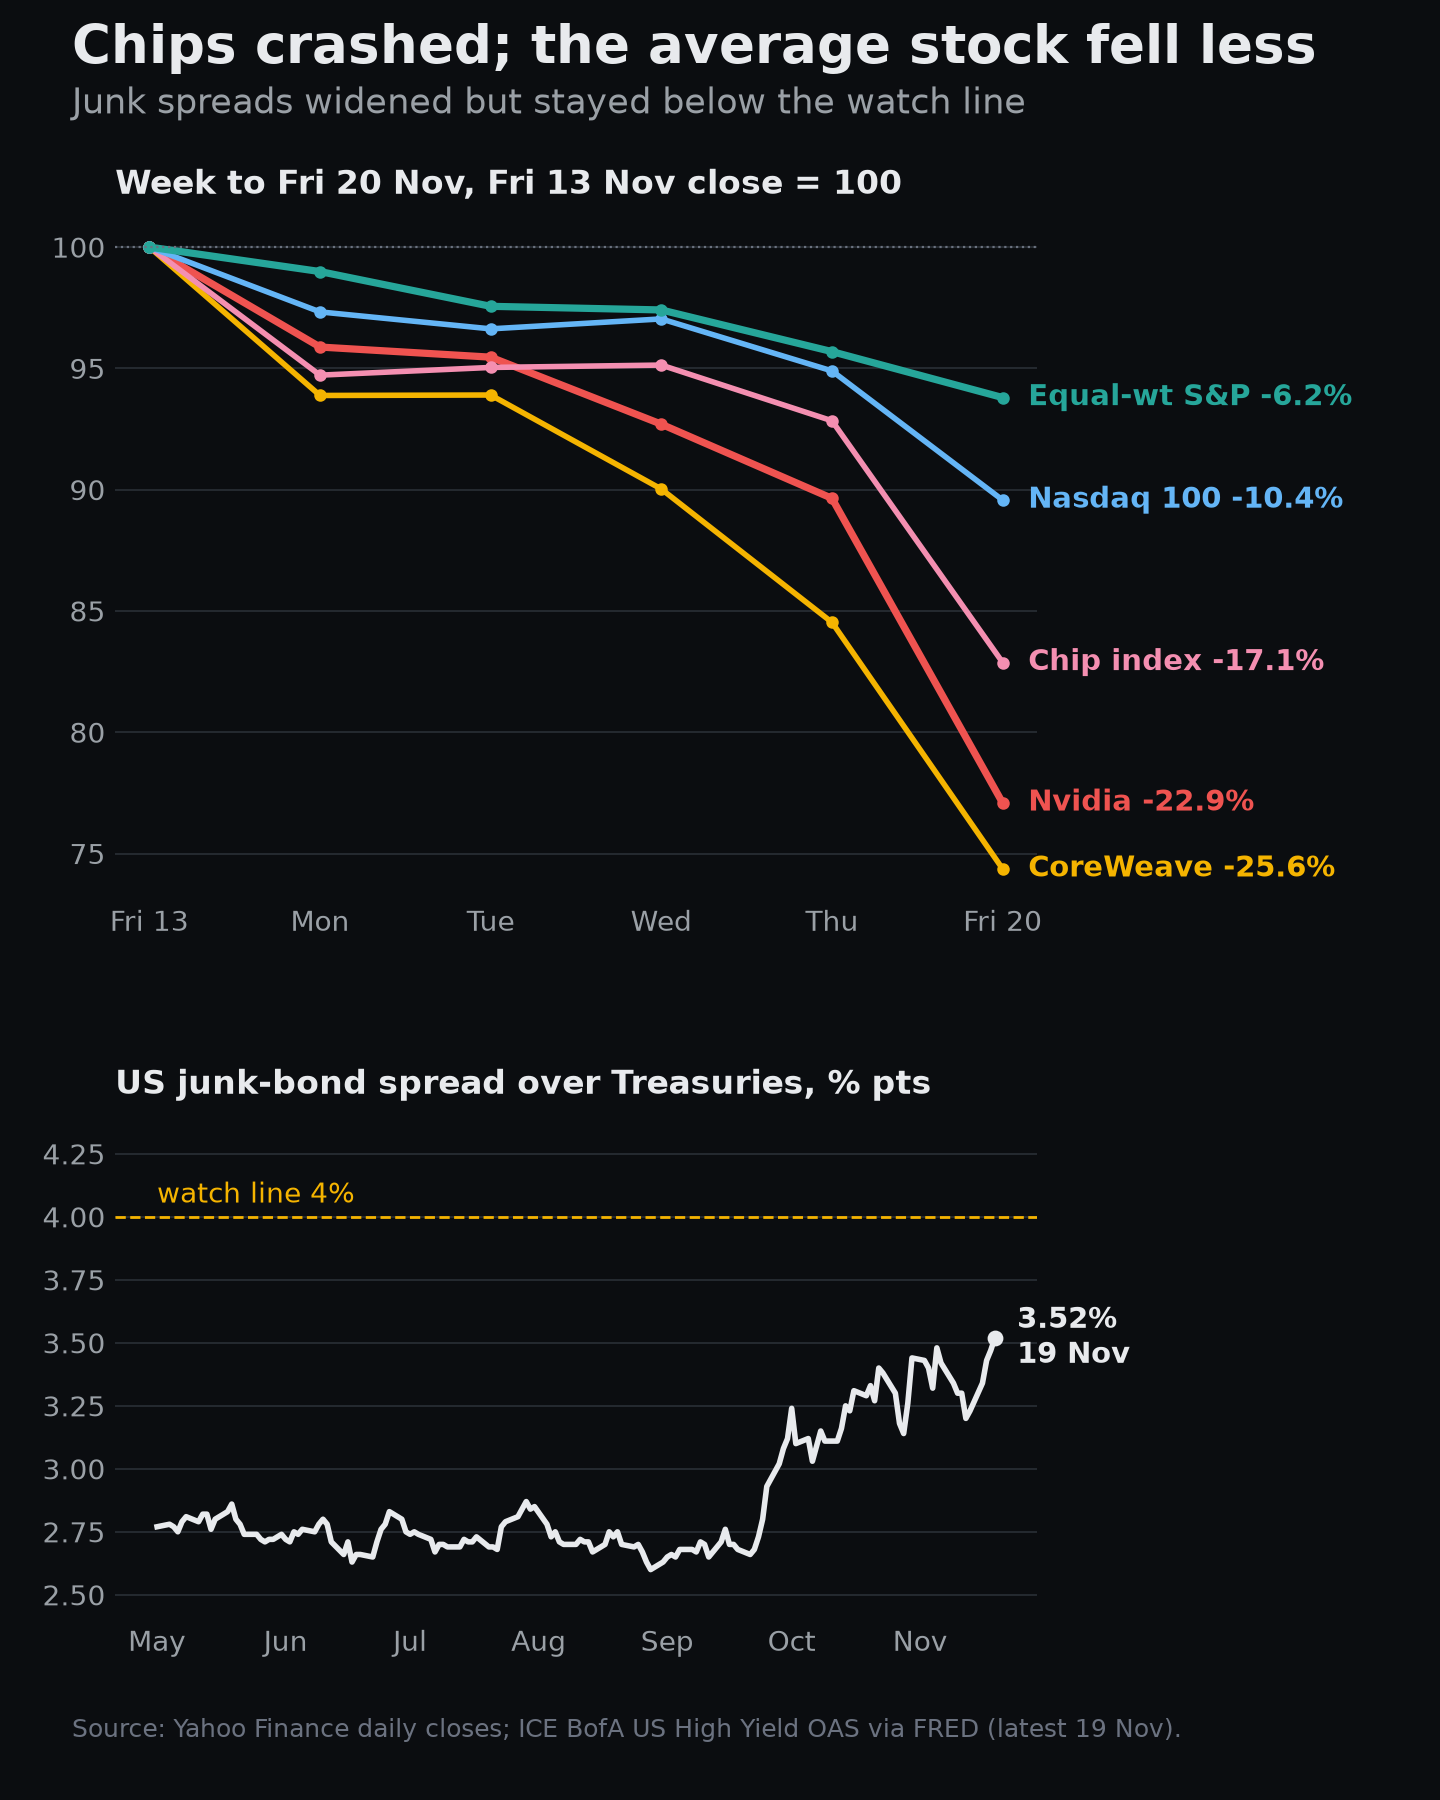 Chips crashed; the average stock fell less
Junk spreads widened but stayed below the watch line
Week to Fri 20 Nov, Fri 13 Nov close = 100
100
95
90
85
80
75
Equal-wt S&P -6.2%
Nasdaq 100 -10.4%
Chip index -17.1%
Nvidia -22.9%
CoreWeave -25.6%
Fri 13 Mon Tue Wed Thu Fri 20
US junk-bond spread over Treasuries, % pts
4.25
watch line 4%
4.00
3.75
3.52%
3.50
19 Nov
3.25
3.00
2.75
2.50
May Jun Jul Aug Sep Oct Nov
Source: Yahoo Finance daily closes; ICE BofA US High Yield OAS via FRED (latest 19 Nov).